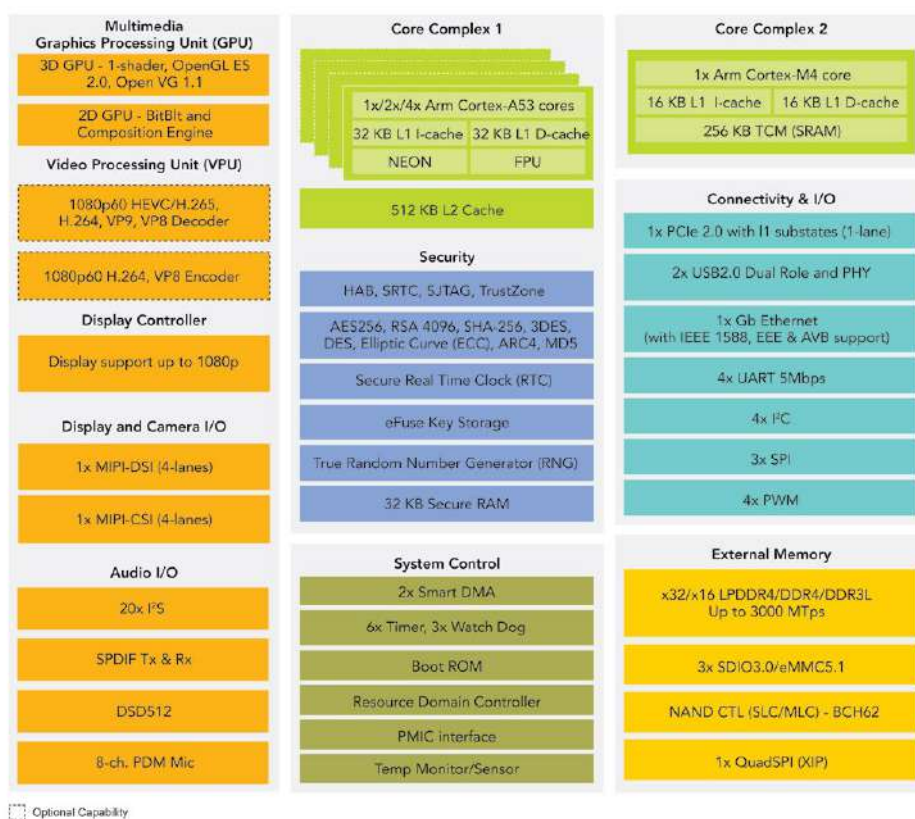 Multimedia
Graphics Processing Unit (GPU)
3D GPU - 1-shader, OpenGL ES
2.0, Open VG 1.1
2D GPU - BitBlt and
Composition Engine
Video Processing Unit (VPU)
1080p60 HEVC/H.265,
H.264, VP9, VP8 Decoder
1080p60 H.264, VP8 Encoder
Display Controller
Display support up to 1080p
Display and Camera I/O
1x MIPI-DSI (4-lanes)
1x MIPI-CSI (4-lanes)
Audio I/O
20x I²S
SPDIF Tx & Rx
DSD512
8-ch. PDM Mic
Core Complex 1
1x/2x/4x Arm Cortex-A53 cores
32 KB L1 I-cache
32 KB L1 D-cache
NEON
FPU
512 KB L2 Cache
Security
HAB, SRTC, SJTAG, TrustZone
AES256, RSA 4096, SHA-256, 3DES,
DES, Elliptic Curve (ECC), ARC4, MD5
Secure Real Time Clock (RTC)
eFuse Key Storage
True Random Number Generator (RNG)
32 KB Secure RAM
System Control
2x Smart DMA
6x Timer, 3x Watch Dog
Boot ROM
Resource Domain Controller
PMIC interface
Temp Monitor/Sensor
Core Complex 2
1x Arm Cortex-M4 core
16 KB L1 I-cache
16 KB L1 D-cache
256 KB TCM (SRAM)
Connectivity & I/O
1x PCIe 2.0 with l1 substates (1-lane)
2x USB2.0 Dual Role and PHY
1x Gb Ethernet
(with IEEE 1588, EEE & AVB support)
4x UART 5Mbps
4x I²C
3x SPI
4x PWM
External Memory
x32/x16 LPDDR4/DDR4/DDR3L
Up to 3000 MTps
3x SDIO3.0/eMMC5.1
NAND CTL (SLC/MLC) - BCH62
1x QuadSPI (XIP)
Optional Capability